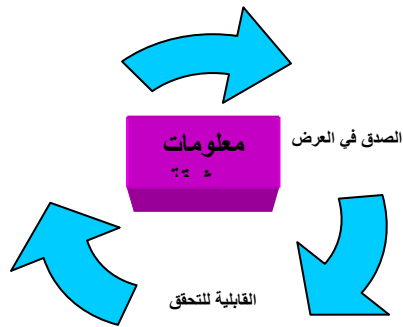 معلومات
الصدق في العرض
القابلية للتحقق